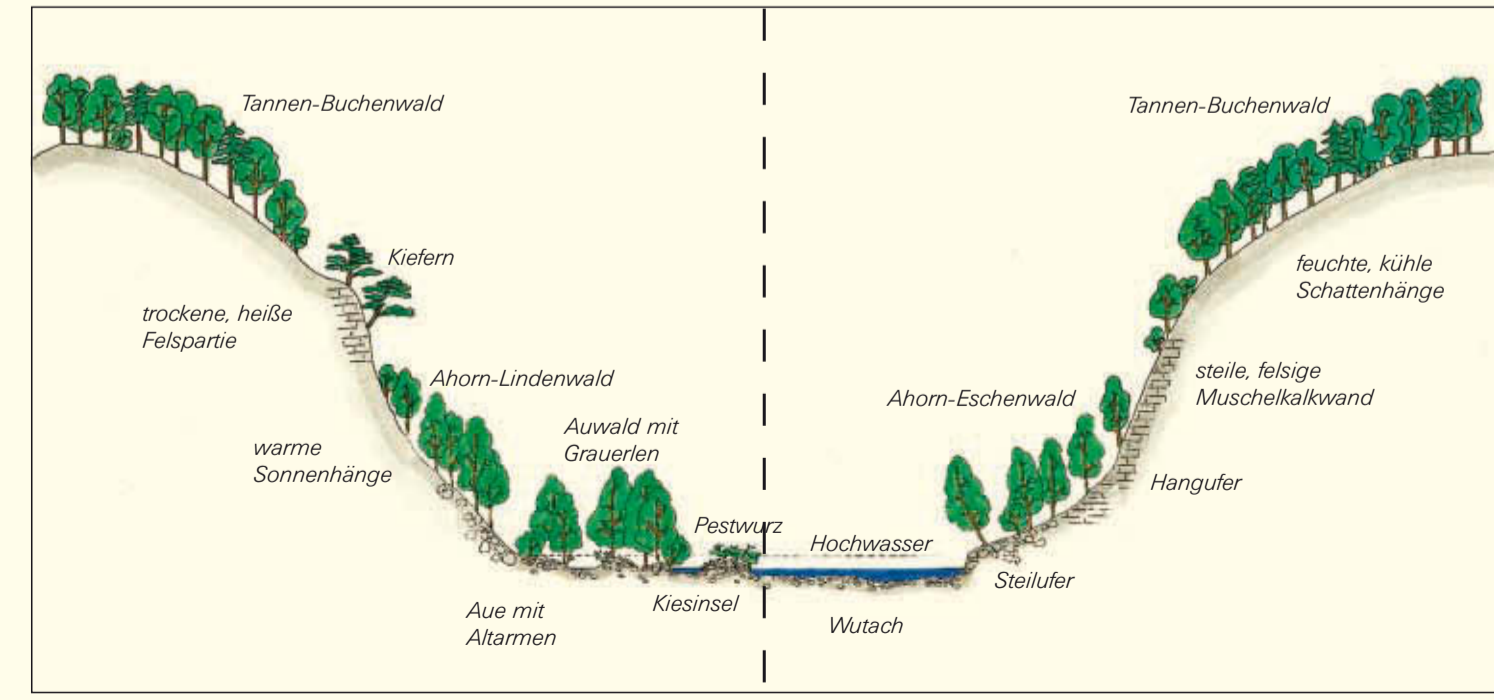 Tannen-Buchenwald
Tannen-Buchenwald
Kiefern
feuchte, kühle
Schattenhänge
trockene, heiße
Felspartie
Ahorn-Lindenwald
steile, felsige
Muschelkalkwand
Ahorn-Eschenwald
Auwald mit
Grauerlen
warme
Sonnenhänge
Hangufer
Pestwurz
Hochwasser
Steilufer
Kiesinsel
Aue mit
Altarmen
Wutach